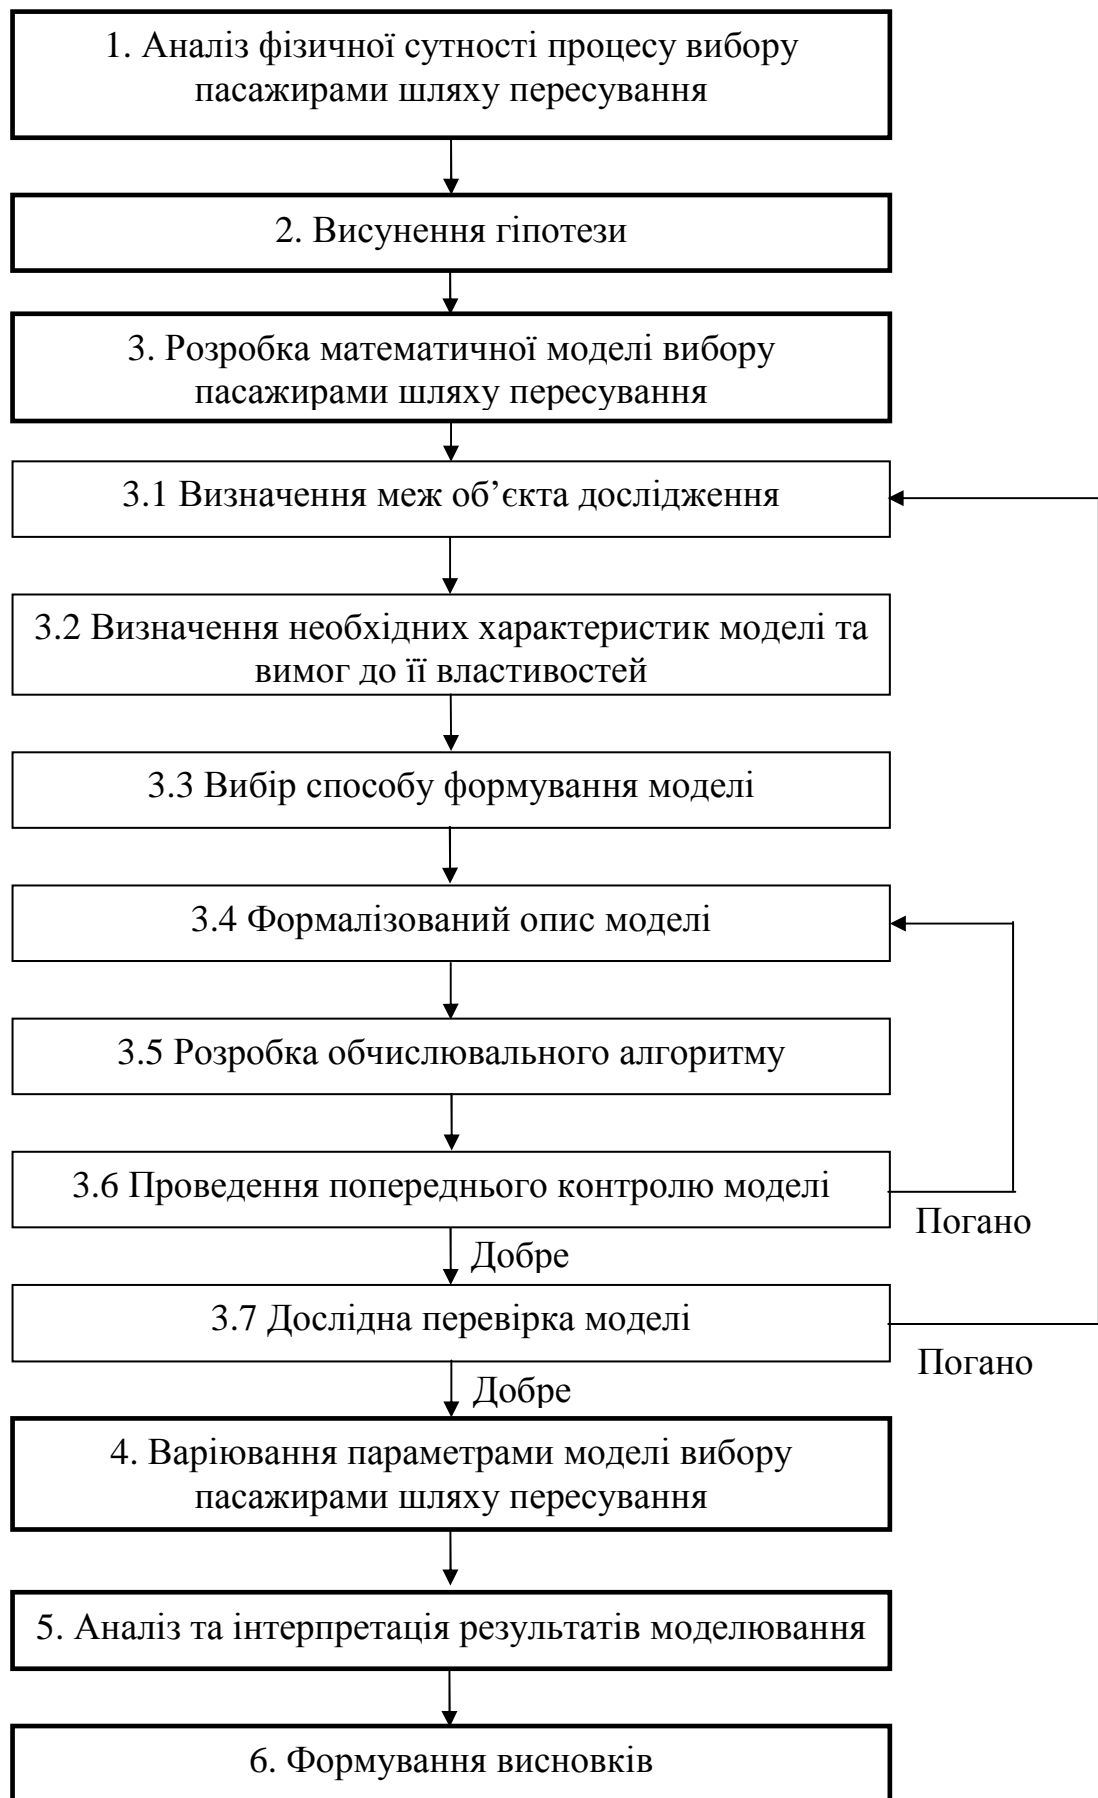 1. Аналіз фізичної сутності процесу вибору
пасажирами шляху пересування
2. Висунення гіпотези
3. Розробка математичної моделі вибору
пасажирами шляху пересування
3.1 Визначення меж об’єкта дослідження
3.2 Визначення необхідних характеристик моделі та
вимог до її властивостей
3.3 Вибір способу формування моделі
3.4 Формалізований опис моделі
3.5 Розробка обчислювального алгоритму
3.6 Проведення попереднього контролю моделі
Погано
Добре
3.7 Дослідна перевірка моделі
Погано
Добре
4. Варіювання параметрами моделі вибору
пасажирами шляху пересування
5. Аналіз та інтерпретація результатів моделювання
6. Формування висновків